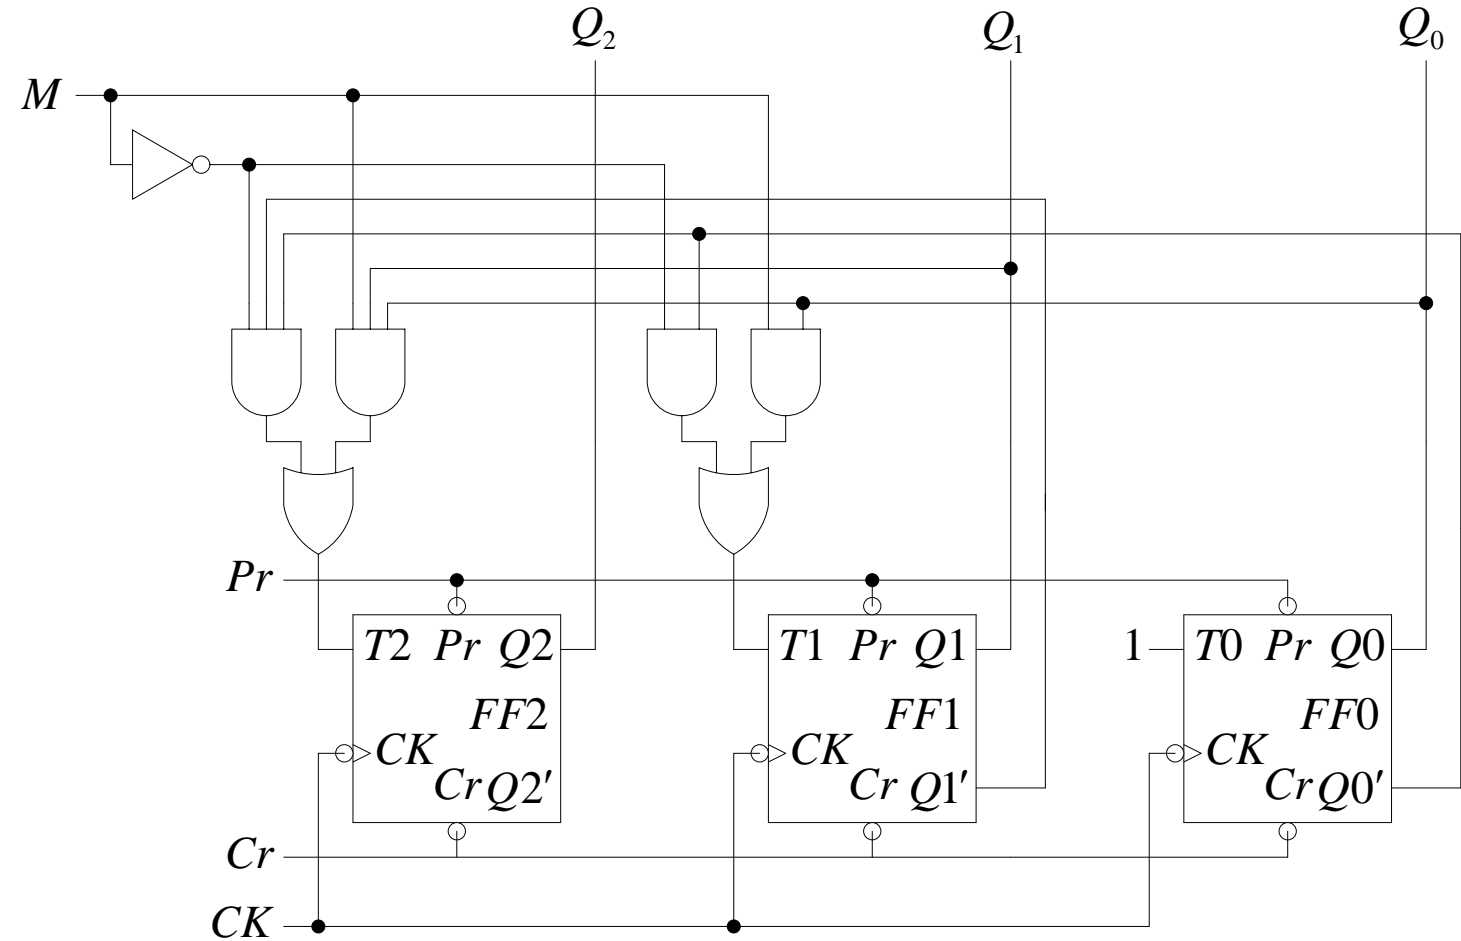 Q₂ Q₁ Q₀
M
Pr
T2 Pr Q2
FF2
CK
Cr Q2′
T1 Pr Q1
FF1
CK
Cr Q1′
1
T0 Pr Q0
FF0
CK
Cr Q0′
Cr
CK